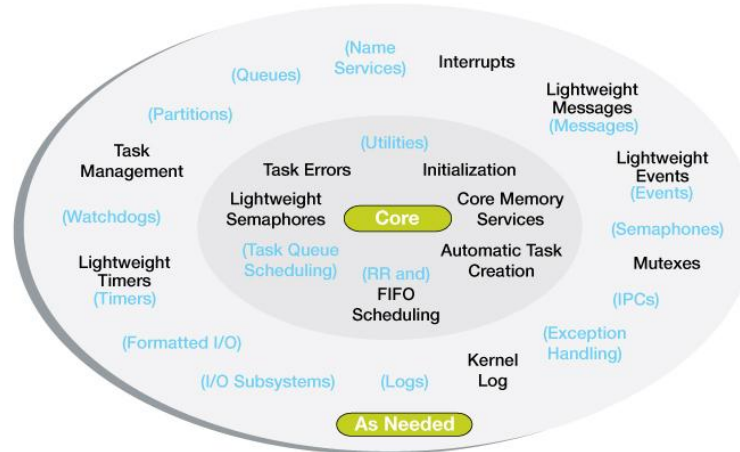 (Name
Services)
Interrupts
(Queues)
Lightweight
Messages
(Messages)
(Partitions)
(Utilities)
Task
Management
Task Errors
Initialization
Lightweight
Events
(Events)
Lightweight
Semaphores
Core
Core Memory
Services
(Watchdogs)
(Semaphones)
(Task Queue
Scheduling)
Automatic Task
Creation
Lightweight
Timers
(Timers)
(RR and)
FIFO
Scheduling
Mutexes
(IPCs)
(Formatted I/O)
(Exception
Handling)
(I/O Subsystems)
(Logs)
Kernel
Log
As Needed